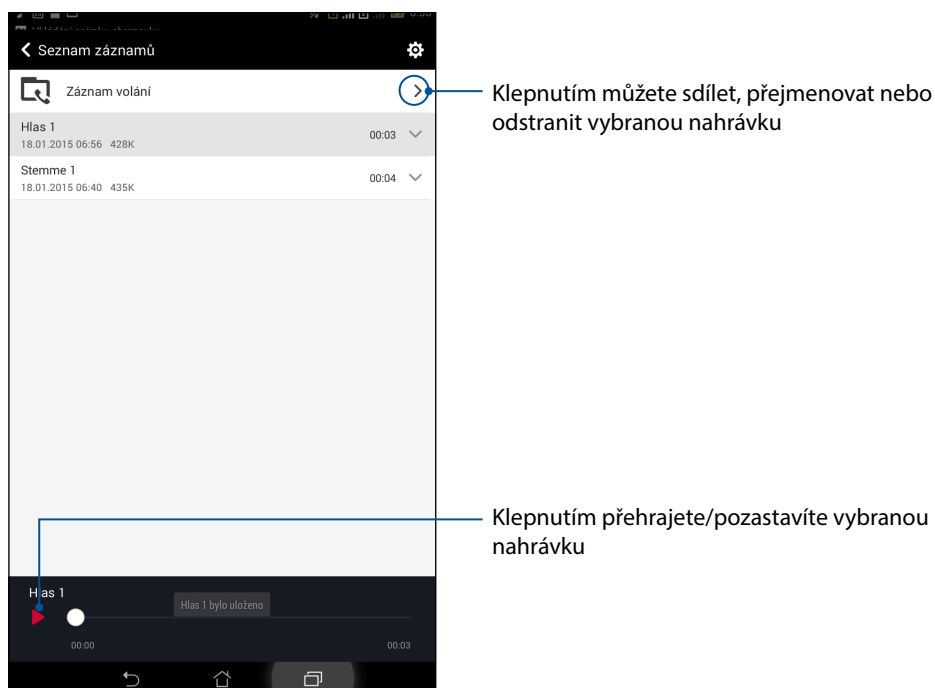 Seznam záznamů
Záznam volání
Klepnutím můžete sdílet, přejmenovat nebo
odstranit vybranou nahrávku
Hlas 1
00:03
18.01.2015 06:56 428K
Stemme 1
00:04
18.01.2015 06:40 435K
Klepnutím přehrajete/pozastavíte vybranou
nahrávku
Hlas 1
Hlas 1 bylo uloženo
00:00
00:03